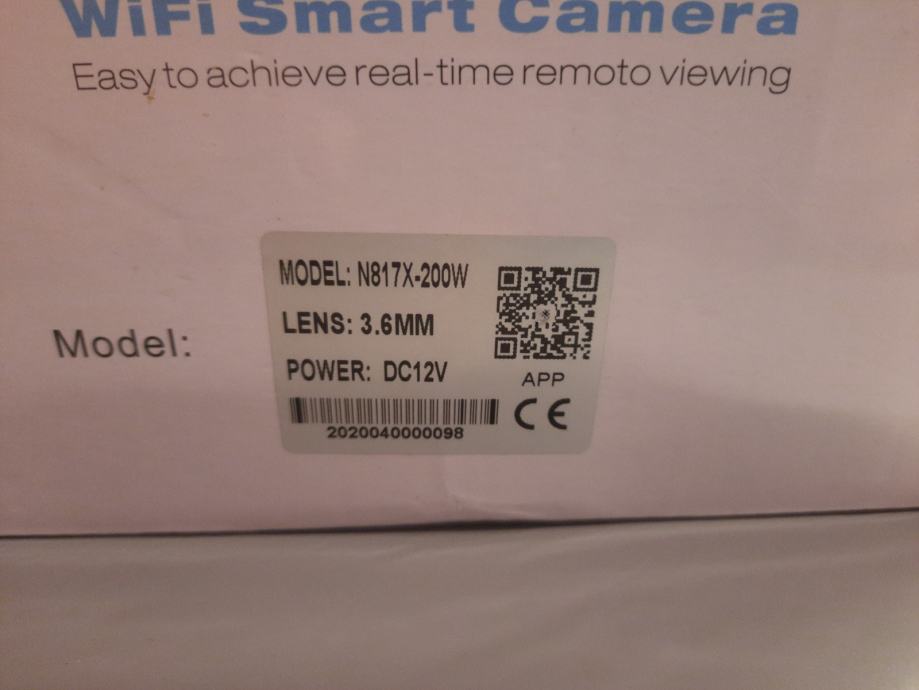 WiFi Smart Camera
Easy to achieve real-time remoto viewing
Model:
MODEL: N817X-200W
LENS: 3.6MM
POWER: DC12V
2020040000098
APP
CE